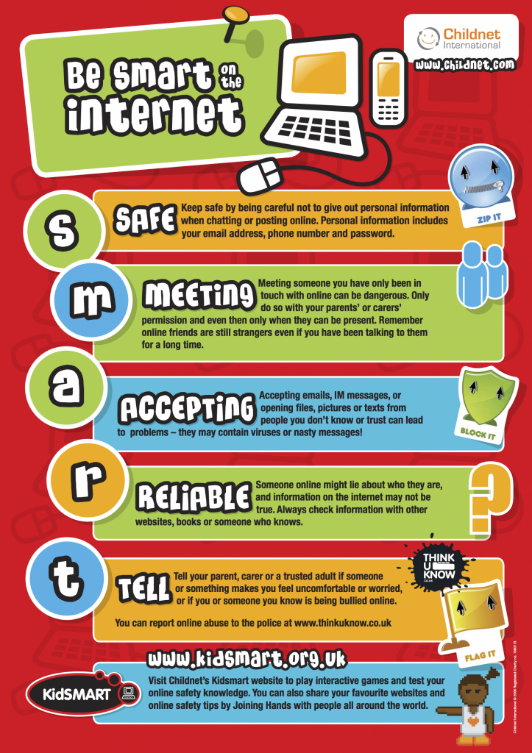 Childnet
International
www.childnet.com
Be smart on the
internet
s
SAFE
Keep safe by being careful not to give out personal information
when chatting or posting online. Personal information includes
your email address, phone number and password.
ZIP IT
m
MEETING
Meeting someone you have only been in
touch with online can be dangerous. Only
do so with your parents' or carers'
permission and even then only when they can be present. Remember
online friends are still strangers even if you have been talking to them
for a long time.
a
ACCEPTING
Accepting emails, IM messages, or
opening files, pictures or texts from
people you don't know or trust can lead
to problems – they may contain viruses or nasty messages!
BLOCK IT
r
RELIABLE
Someone online might lie about who they are,
and information on the internet may not be
true. Always check information with other
websites, books or someone who knows.
?
t
TELL
Tell your parent, carer or a trusted adult if someone
or something makes you feel uncomfortable or worried,
or if you or someone you know is being bullied online.
You can report online abuse to the police at www.thinkuknow.co.uk
THINK
U
KNOW
.co.uk
FLAG IT
www.kidsmart.org.uk
KidSMART
Visit Childnet's Kidsmart website to play interactive games and test your
online safety knowledge. You can also share your favourite websites and
online safety tips by Joining Hands with people all around the world.